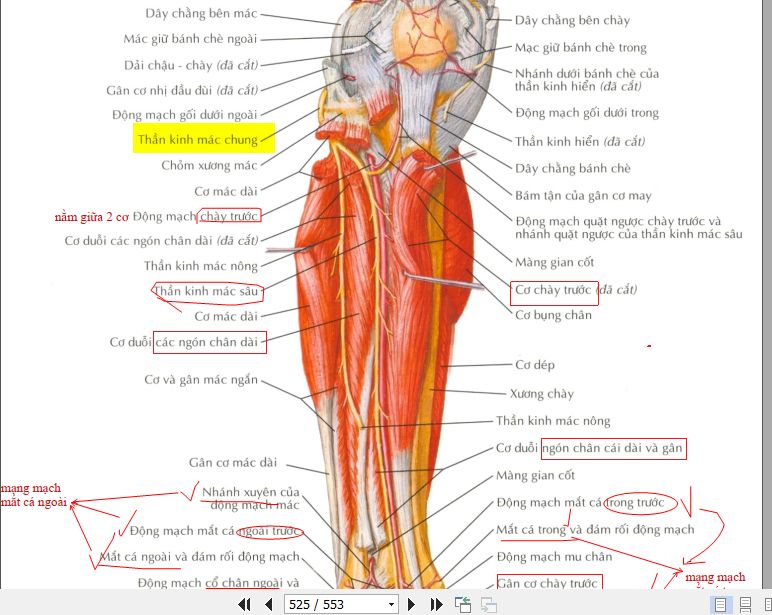 Dây chằng bên mác
Mác giữ bánh chè ngoài
Dải chậu - chày (đã cắt)
Gân cơ nhị đầu đùi (đã cắt)
Động mạch gối dưới ngoài
Thần kinh mác chung
Chỏm xương mác
Cơ mác dài
nằm giữa 2 cơ Động mạch chày trước
Cơ duỗi các ngón chân dài (đã cắt)
Thần kinh mác nông
Thần kinh mác sâu
Cơ mác dài
Cơ duỗi các ngón chân dài
Cơ và gân mác ngắn
Gân cơ mác dài
mạng mạch
mắt cá ngoài
Nhánh xuyên của
động mạch mác
Động mạch mắt cá ngoài trước
Mắt cá ngoài và đám rối động mạch
Động mạch cổ chân ngoài và
Dây chằng bên chày
Mạc giữ bánh chè trong
Nhánh dưới bánh chè của
thần kinh hiển (đã cắt)
Động mạch gối dưới trong
Thần kinh hiển (đã cắt)
Dây chằng bánh chè
Bám tận của gân cơ may
Động mạch quặt ngược chày trước và
nhánh quặt ngược của thần kinh mác sâu
Màng gian cốt
Cơ chày trước (đã cắt)
Cơ bụng chân
Cơ dép
Xương chày
Thần kinh mác nông
Cơ duỗi ngón chân cái dài và gân
Màng gian cốt
Động mạch mắt cá trong trước
Mắt cá trong và đám rối động mạch
Động mạch mu chân
mạng mạch
Gân cơ chày trước
525 / 553